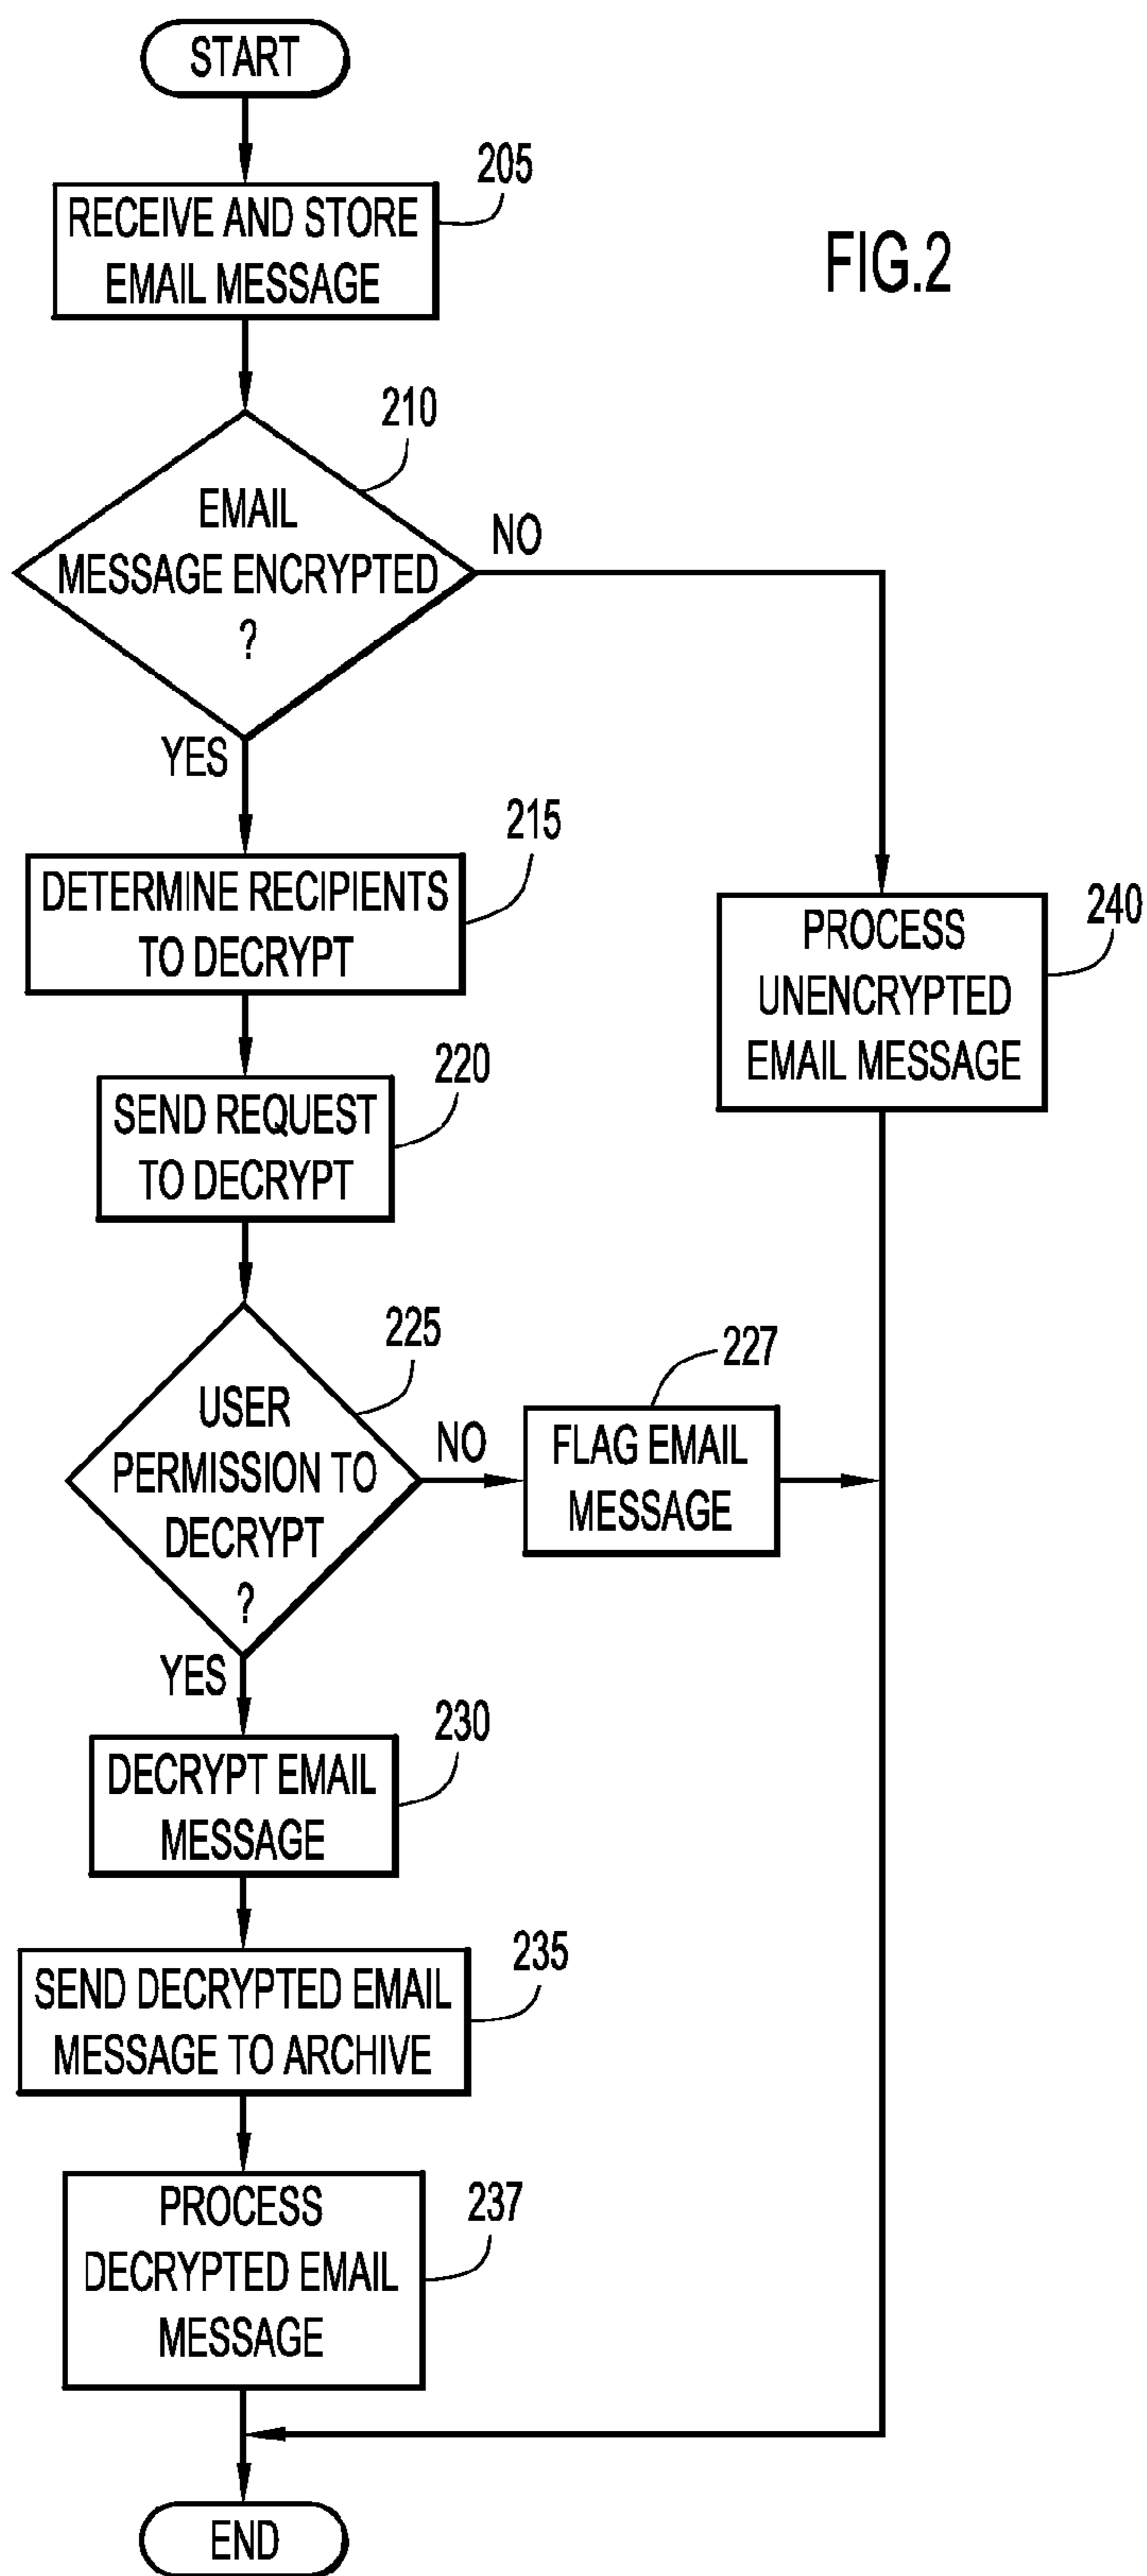 START
205
RECEIVE AND STORE
EMAIL MESSAGE
FIG.2
210
EMAIL
MESSAGE ENCRYPTED
?
NO
YES
215
DETERMINE RECIPIENTS
TO DECRYPT
240
PROCESS
UNENCRYPTED
EMAIL MESSAGE
220
SEND REQUEST
TO DECRYPT
225
USER
PERMISSION TO
DECRYPT
?
NO
227
FLAG EMAIL
MESSAGE
YES
230
DECRYPT EMAIL
MESSAGE
235
SEND DECRYPTED EMAIL
MESSAGE TO ARCHIVE
237
PROCESS
DECRYPTED EMAIL
MESSAGE
END